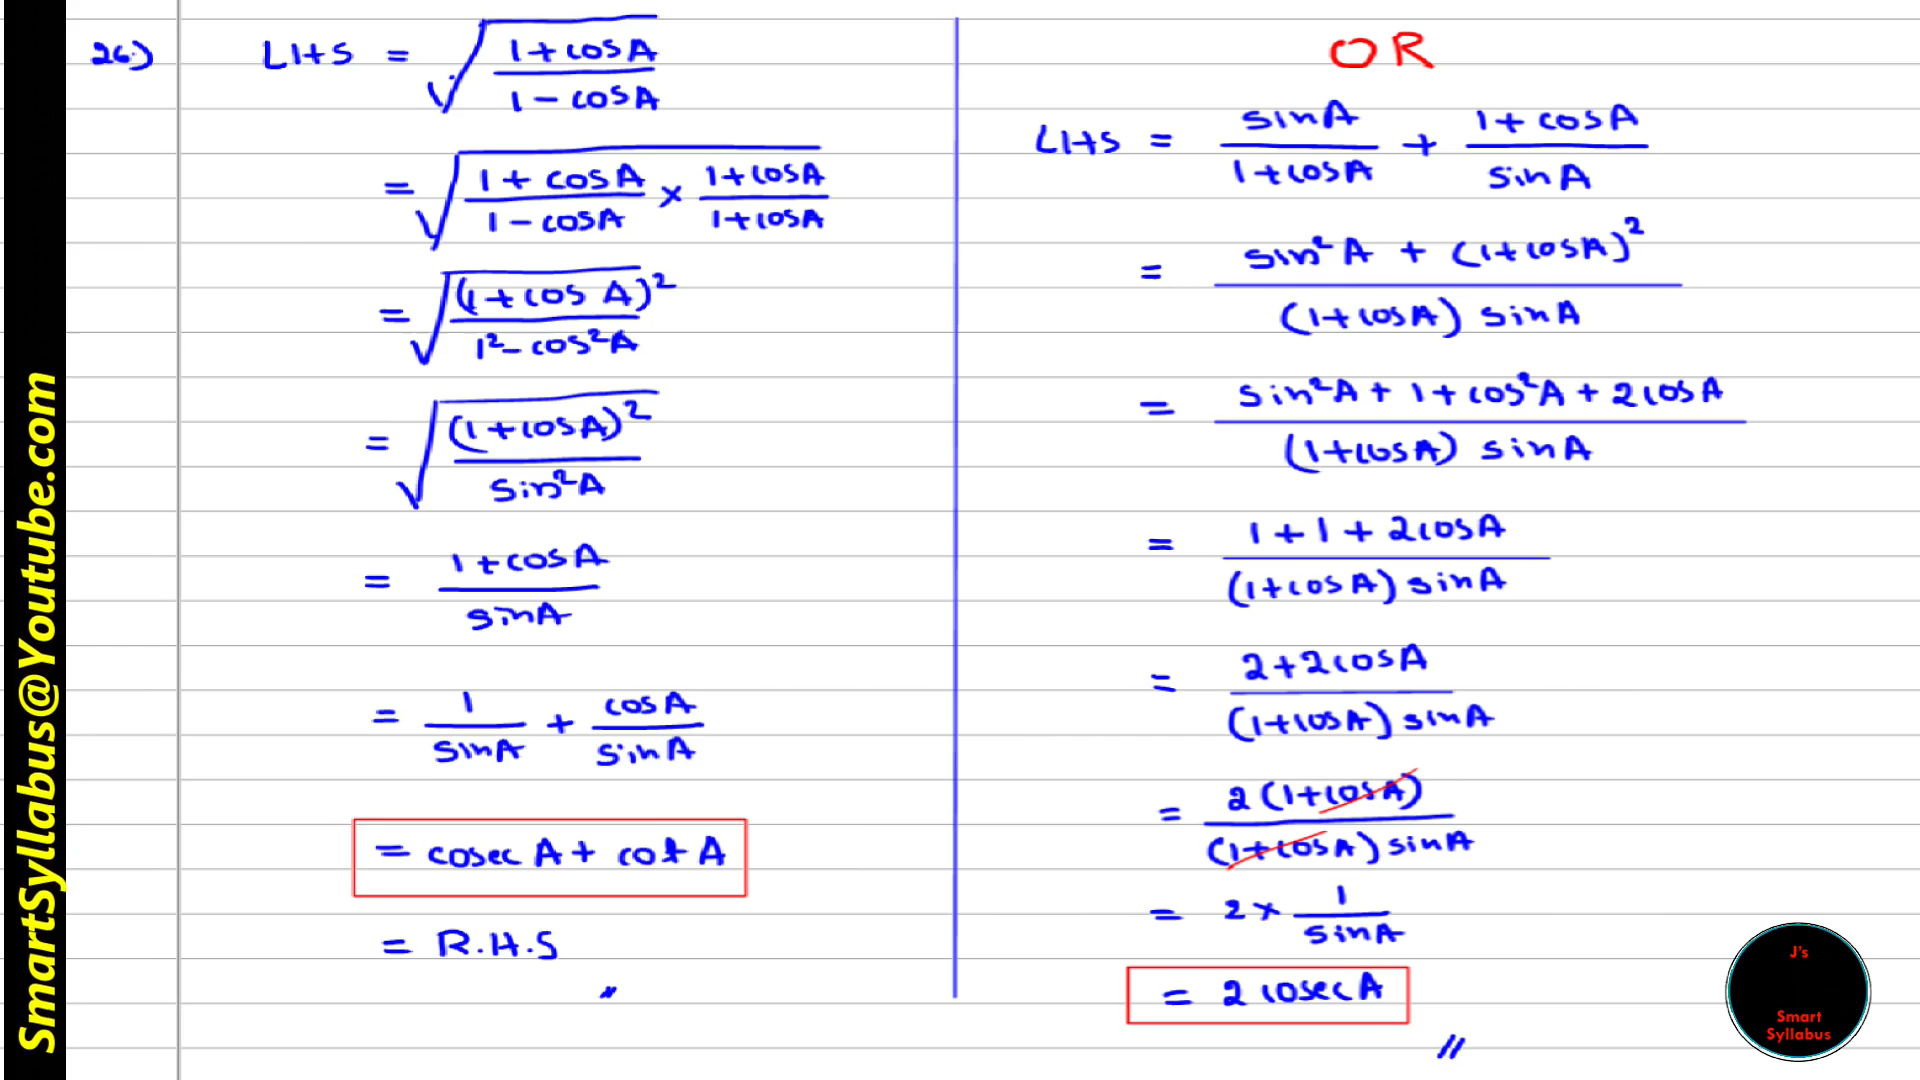 26.) LHS = √((1+cosA)/(1-cosA))
= √((1+cosA)/(1-cosA) × (1+cosA)/(1+cosA))
= √((1+cos A)²/(1²-cos²A))
= √((1+cosA)²/sin²A)
= (1+cosA)/sinA
= 1/sinA + cosA/sinA
= cosec A + cot A
= R.H.S
OR
LHS = sinA/(1+cosA) + (1+cosA)/sinA
= (sin²A + (1+cosA)²)/((1+cosA) sinA)
= (sin²A + 1 + cos²A + 2cosA)/((1+cosA) sinA)
= (1+1+2cosA)/((1+cosA) sinA)
= (2+2cosA)/((1+cosA) sinA)
= 2(1+cosA)/((1+cosA) sinA)
= 2 × 1/sinA
= 2 cosecA
//
SmartSyllabus@Youtube.com
J's
Smart
Syllabus